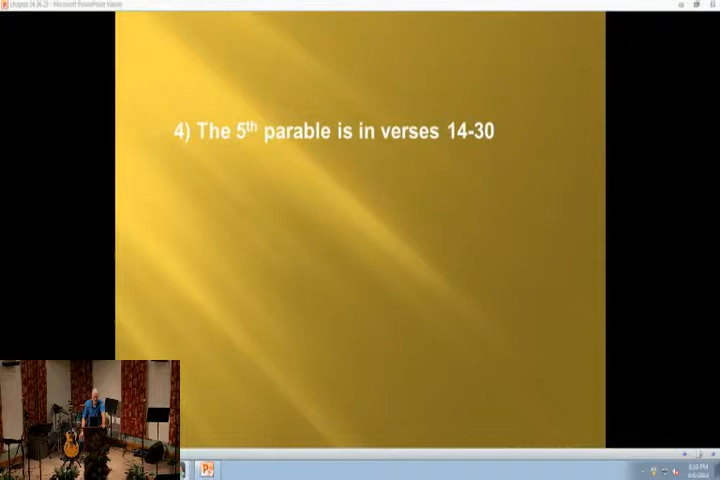 4) The 5th parable is in verses 14-30